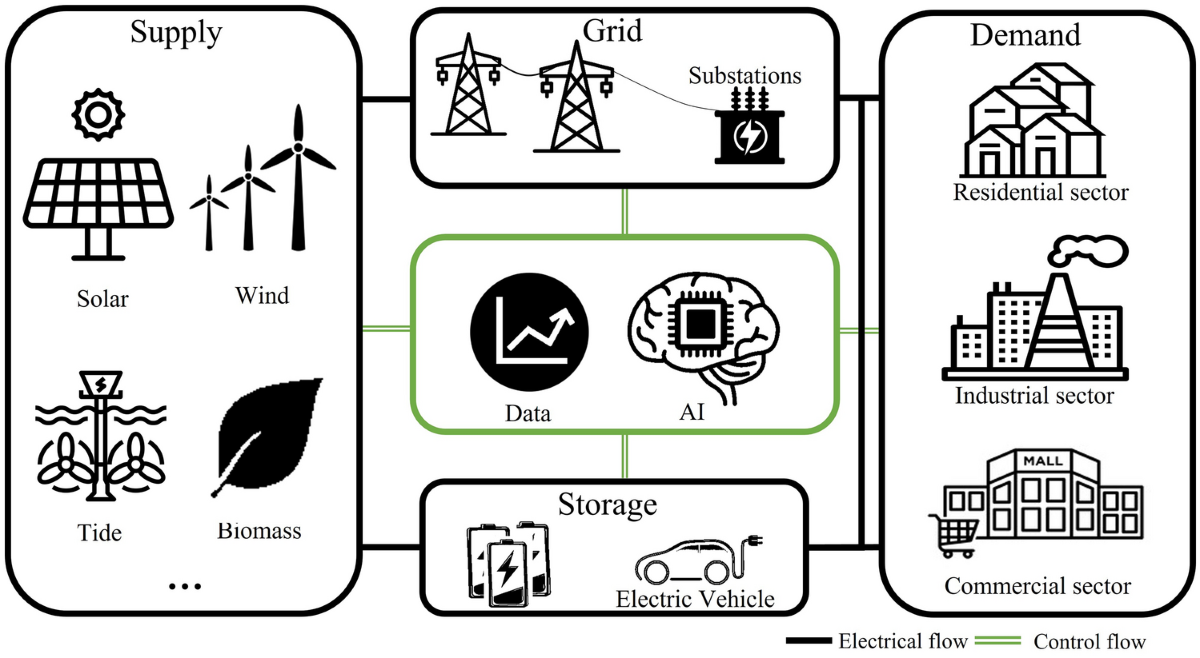 Supply
Solar
Wind
Tide
Biomass
...
Grid
Substations
Data
AI
Storage
Electric Vehicle
Demand
Residential sector
Industrial sector
MALL
Commercial sector
Electrical flow
Control flow